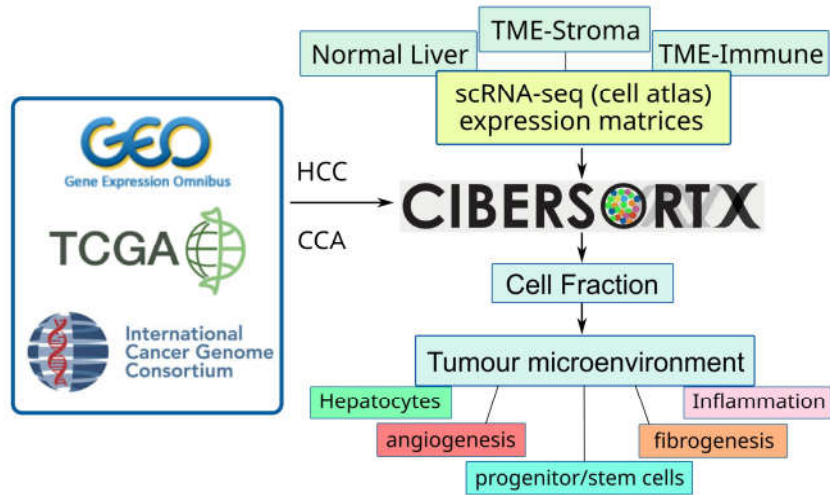 GEO
Gene Expression Omnibus
TCGA
International
Cancer Genome
Consortium
HCC
CCA
TME-Stroma
Normal Liver
TME-Immune
scRNA-seq (cell atlas)
expression matrices
CIBERSORTX
Cell Fraction
Tumour microenvironment
Hepatocytes
Inflammation
angiogenesis
fibrogenesis
progenitor/stem cells